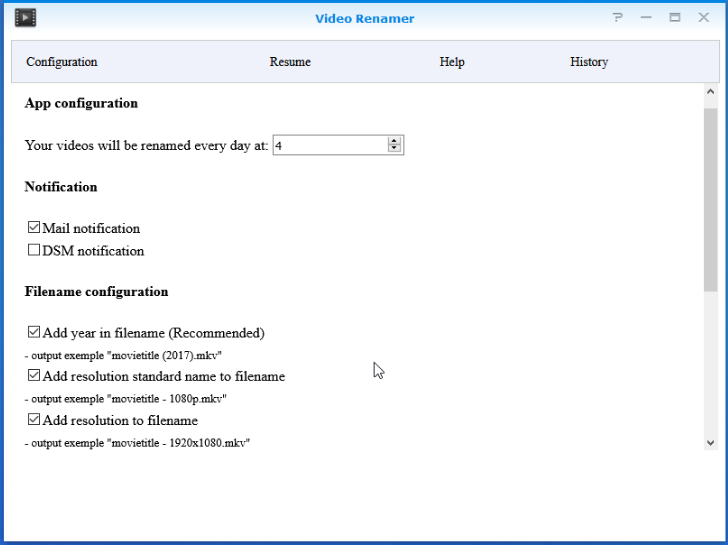 Video Renamer
?
Configuration Resume Help History
App configuration
Your videos will be renamed every day at: 4
Notification
Mail notification
DSM notification
Filename configuration
Add year in filename (Recommended)
- output exemple "movietitle (2017).mkv"
Add resolution standard name to filename
- output exemple "movietitle - 1080p.mkv"
Add resolution to filename
- output exemple "movietitle - 1920x1080.mkv"